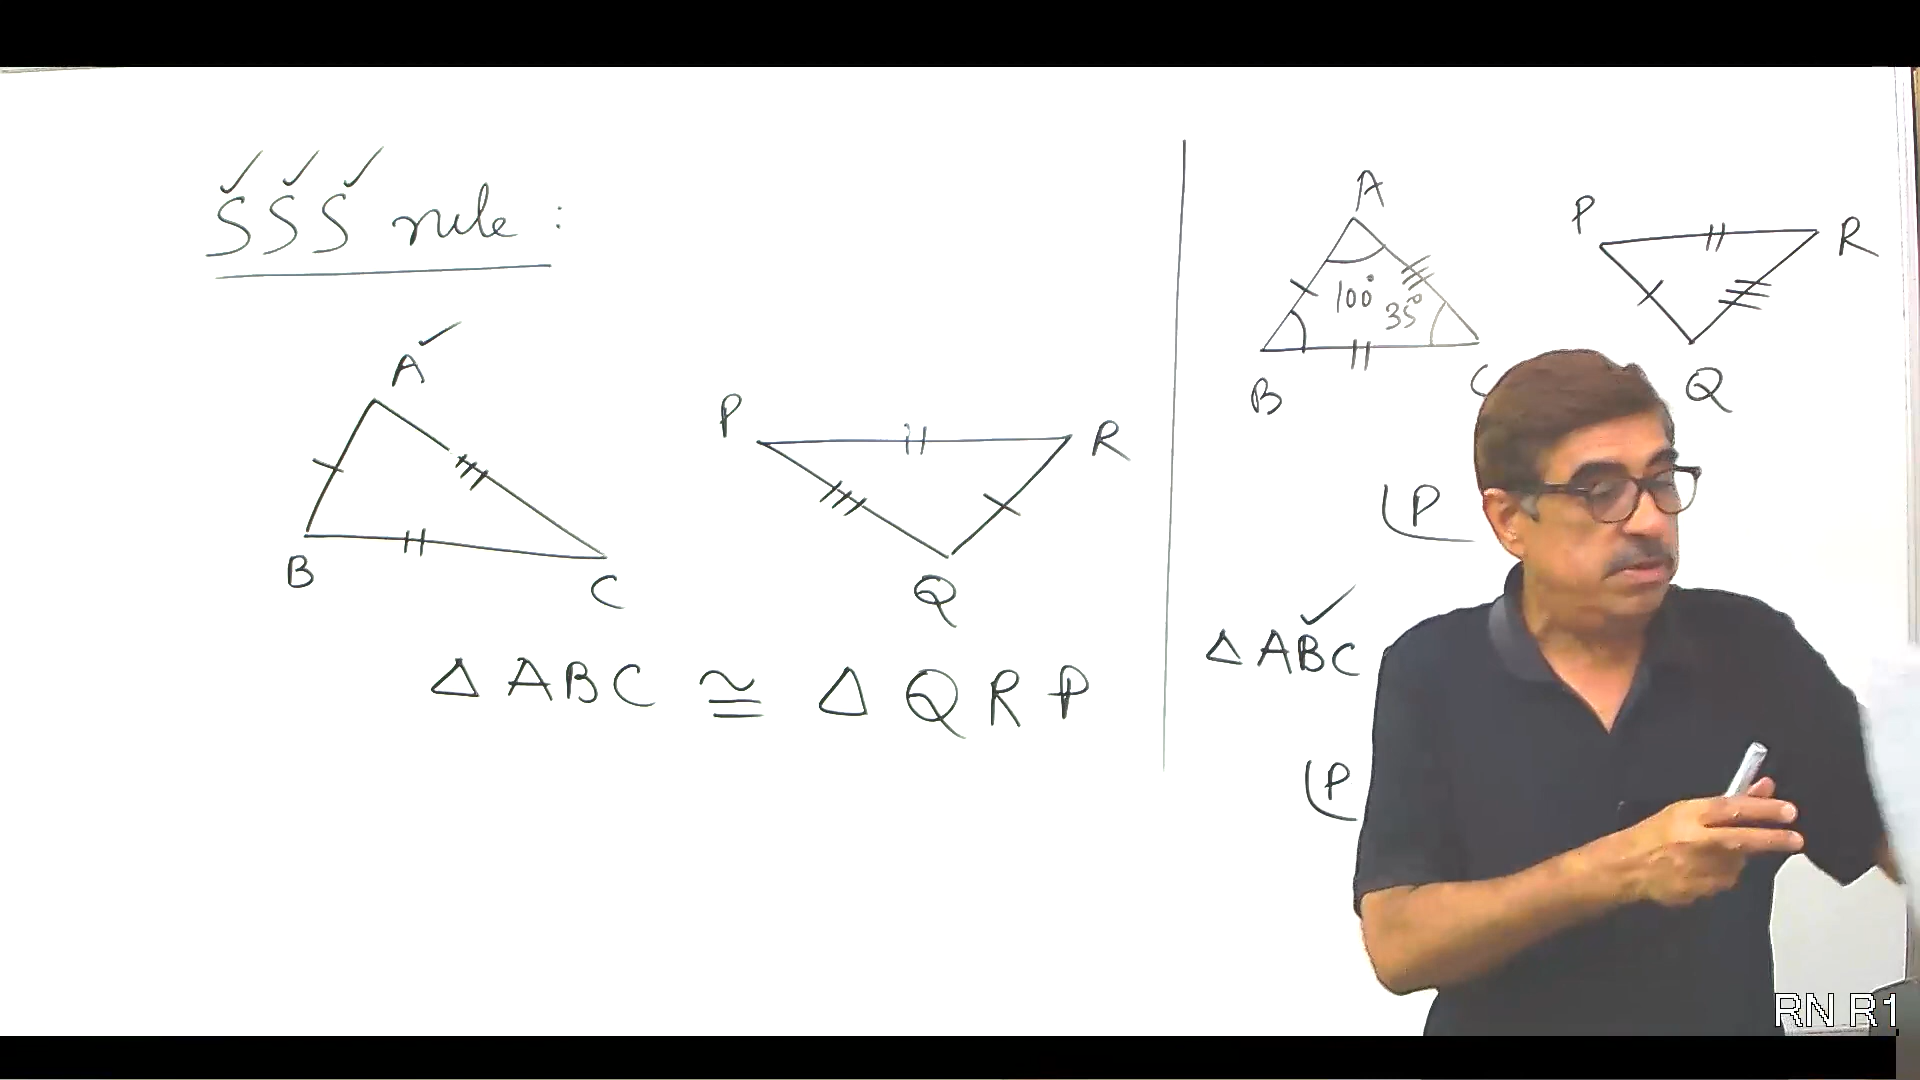 SSS rule :
A
B
C
P
R
Q
△ ABC ≅ △ QRP
A
100°
35°
B
C
P
R
Q
P
△ ABC
P
RN R1